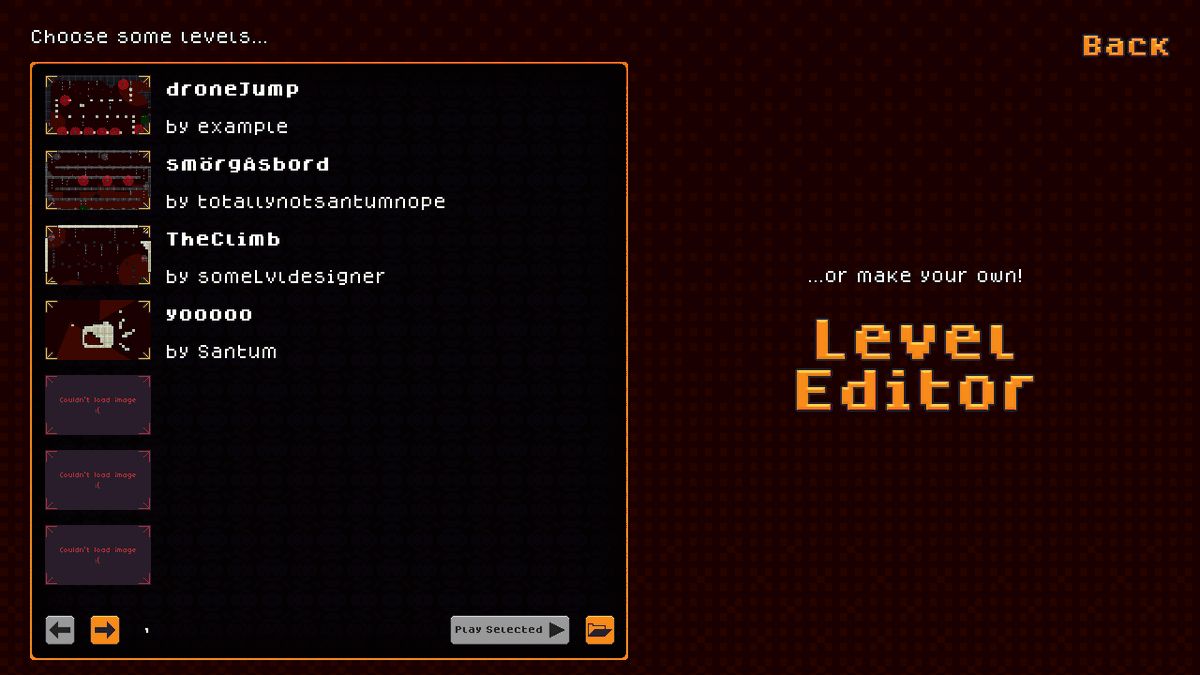 Choose some levels...
Back
droneJump
by example
smörgåsbord
by totallynotsantumnope
TheClimb
by someLvldesigner
yooooo
by Santum
Couldn't load image
:(
Couldn't load image
:(
Couldn't load image
:(
1
Play Selected
...or make your own!
Level
Editor